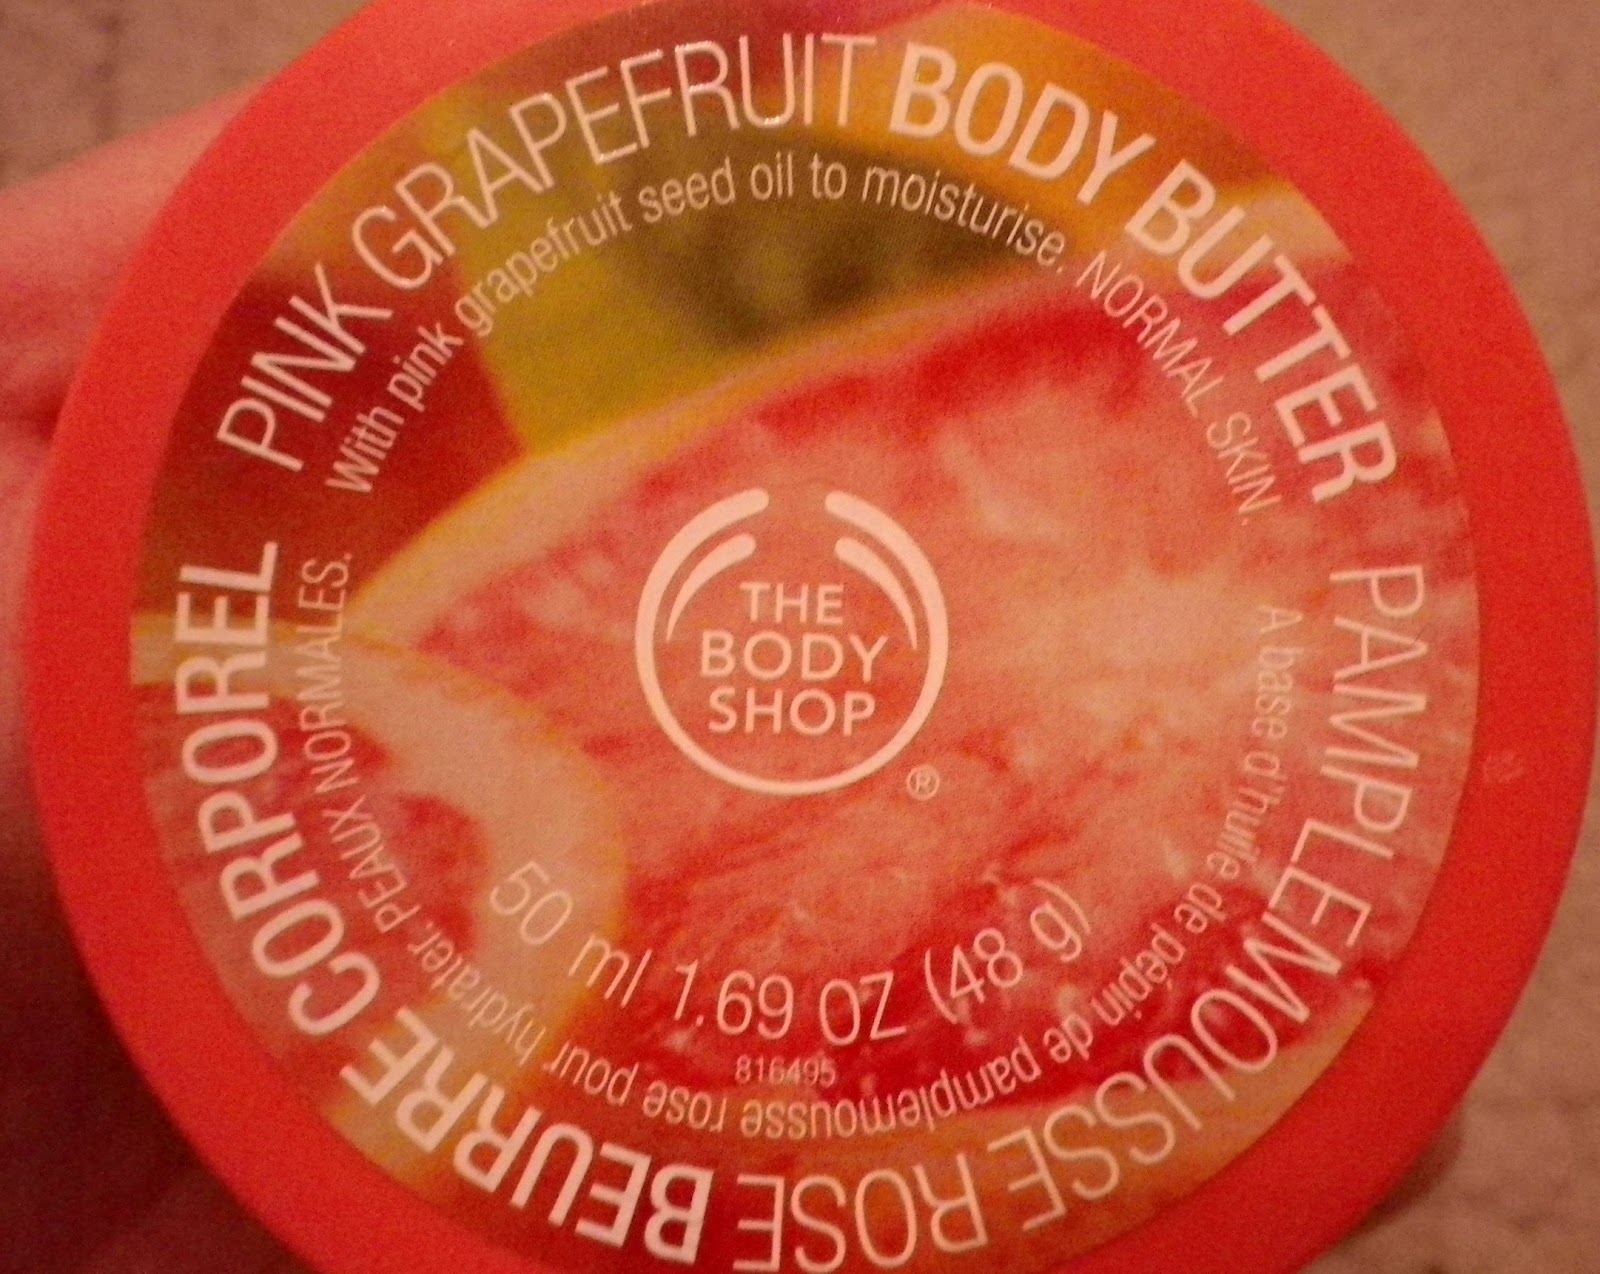 PINK GRAPEFRUIT BODY BUTTER
With pink grapefruit seed oil to moisturise. NORMAL SKIN.
PAMPLEMOUSSE ROSE BEURRE CORPOREL
A base d'huile de pépin de pamplemousse rose pour hydrater. PEAUX NORMALES.
THE
BODY
SHOP
®
50 ml 1.69 OZ (48 g)
816495